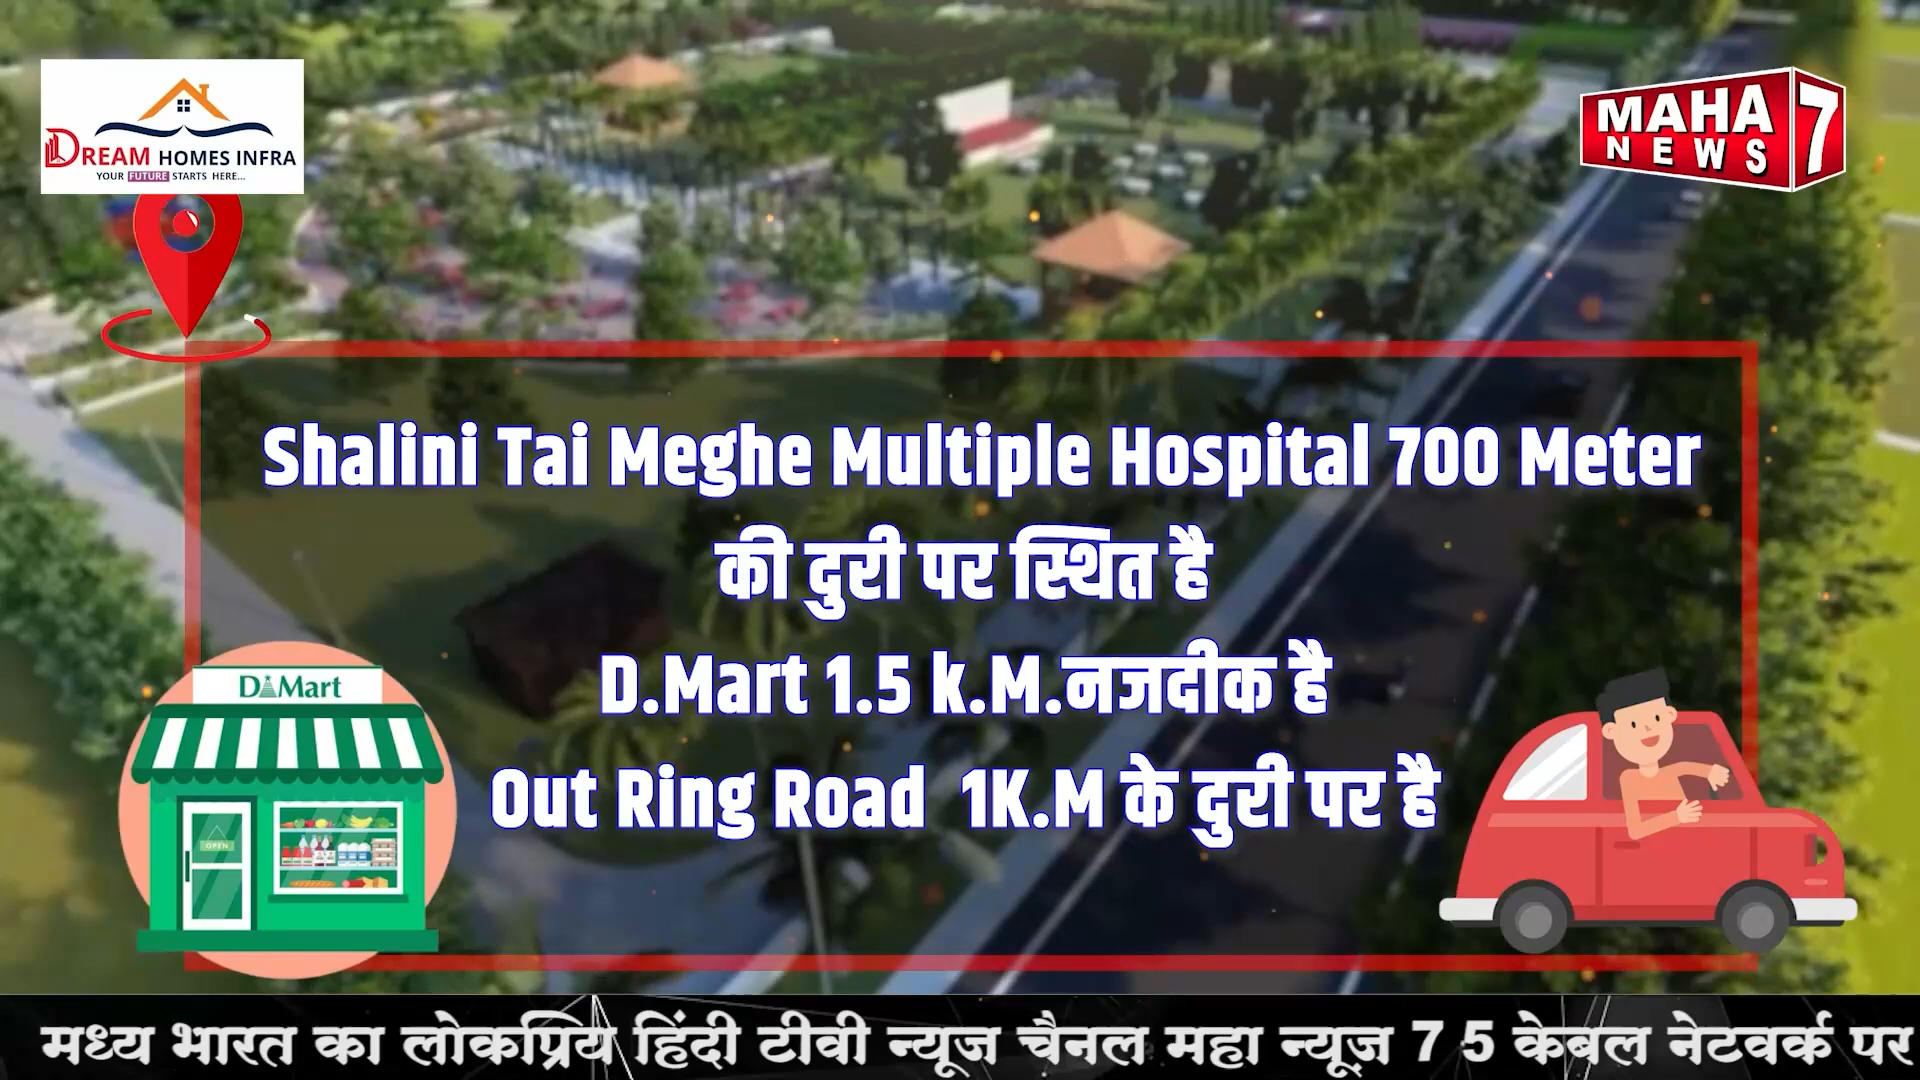 DREAM HOMES INFRA
YOUR FUTURE STARTS HERE...
MAHA
NEWS 7
Shalini Tai Meghe Multiple Hospital 700 Meter
की दुरी पर स्थित है
D.Mart 1.5 k.M.नजदीक है
Out Ring Road 1K.M के दुरी पर है
DMart
OPEN
मध्य भारत का लोकप्रिय हिंदी टीवी न्यूज चैनल महा न्यूज़ 7 5 केबल नेटवर्क पर